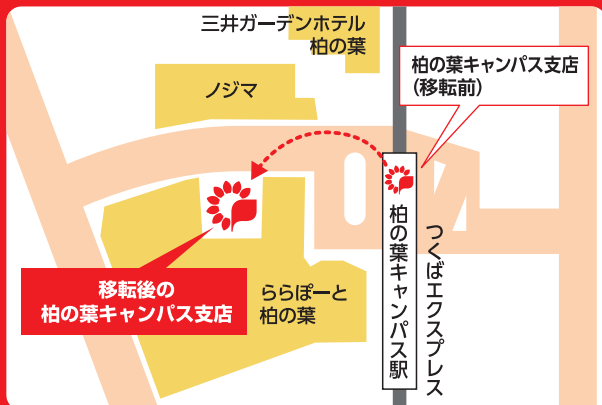 三井ガーデンホテル
柏の葉
ノジマ
柏の葉キャンパス支店
（移転前）
柏の葉キャンパス駅
つくばエクスプレス
移転後の
柏の葉キャンパス支店
ららぽーと
柏の葉